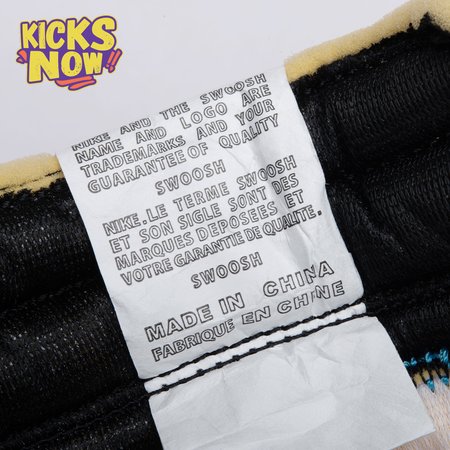 KICKS
NOW
NIKE AND THE SWOOSH
NAME AND LOGO ARE
TRADEMARKS AND YOUR
GUARANTEE OF QUALITY
SWOOSH
NIKE.LE TERME SWOOSH
ET SON SIGLE SONT DES
MARQUES DEPOSEES ET
VOTRE GARANTIE DE QUALITE.
SWOOSH
MADE IN CHINA
FABRIQUE EN CHINE